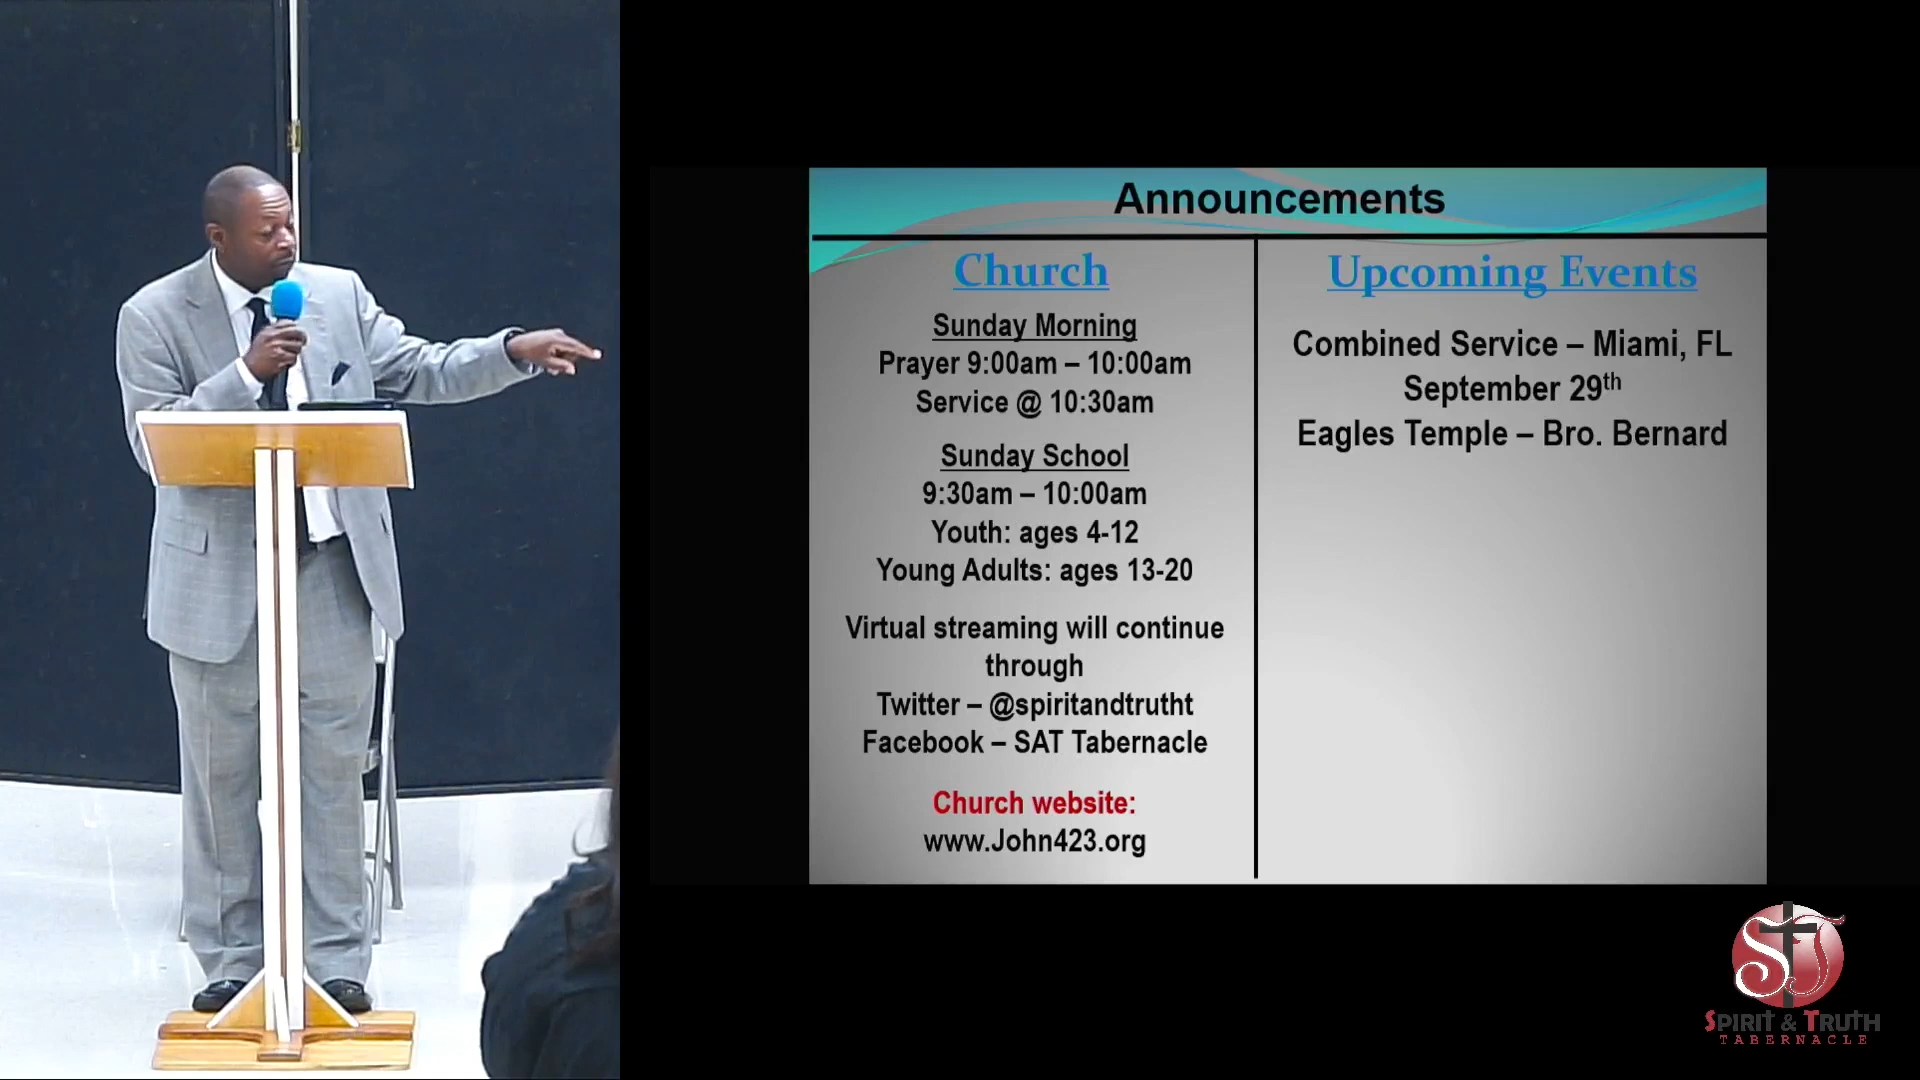 Announcements
Church
Sunday Morning
Prayer 9:00am – 10:00am
Service @ 10:30am
Sunday School
9:30am – 10:00am
Youth: ages 4-12
Young Adults: ages 13-20
Virtual streaming will continue
through
Twitter – @spiritandtrutht
Facebook – SAT Tabernacle
Church website:
www.John423.org
Upcoming Events
Combined Service – Miami, FL
September 29th
Eagles Temple – Bro. Bernard
ST
SPIRIT & TRUTH
TABERNACLE